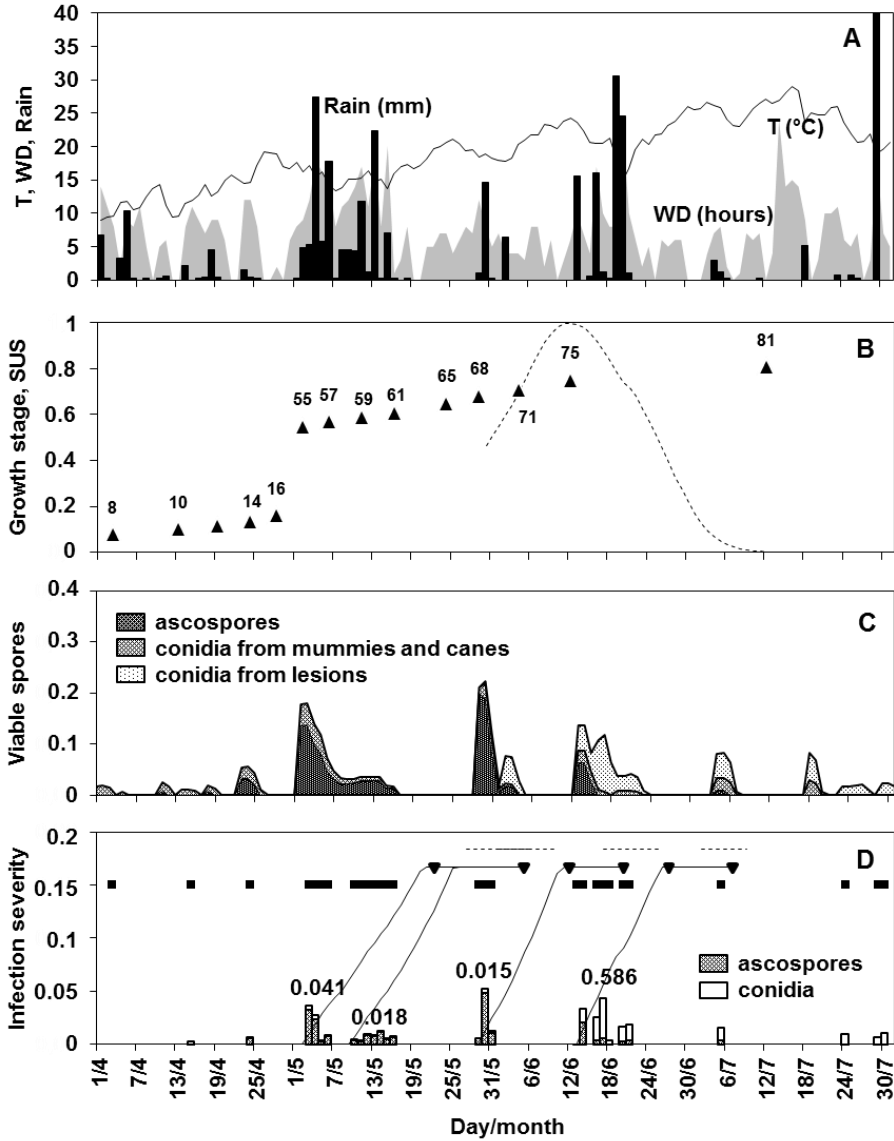 40
A
35
30
Rain (mm)
25
T (°C)
20
15
WD (hours)
10
5
0
T, WD, Rain
1
B
0.8
81
75
68
65
61
59
57
55
71
0.6
0.4
16
14
10
8
0.2
0
Growth stage, SUS
0.4
C
ascospores
conidia from mummies and canes
conidia from lesions
0.3
0.2
0.1
0
Viable spores
0.2
D
0.15
0.1
ascospores
conidia
0.05
0.041
0.018
0.015
0.586
0
Infection severity
1/4 7/4 13/4 19/4 25/4 1/5 7/5 13/5 19/5 25/5 31/5 6/6 12/6 18/6 24/6 30/6 6/7 12/7 18/7 24/7 30/7
Day/month